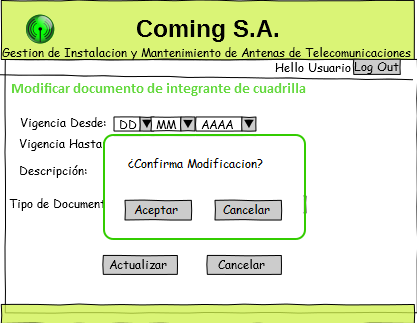 Coming S.A.
Gestion de Instalacion y Mantenimiento de Antenas de Telecomunicaciones
Hello Usuario Log Out
Modificar documento de integrante de cuadrilla
Vigencia Desde: DD MM AAAA
Vigencia Hasta
¿Confirma Modificacion?
Descripción:
Tipo de Document
Aceptar Cancelar
Actualizar Cancelar